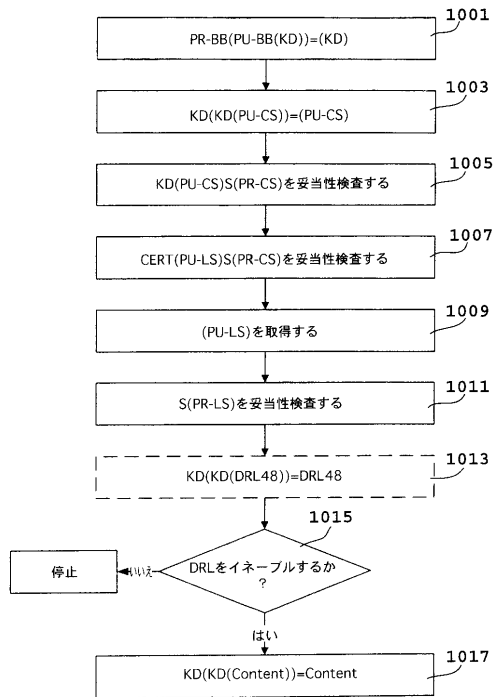 1001
PR-BB(PU-BB(KD))=(KD)
1003
KD(KD(PU-CS))=(PU-CS)
1005
KD(PU-CS)S(PR-CS)を妥当性検査する
1007
CERT(PU-LS)S(PR-CS)を妥当性検査する
1009
(PU-LS)を取得する
1011
S(PR-LS)を妥当性検査する
1013
KD(KD(DRL48))=DRL48
1015
DRLをイネーブルするか
?
いいえ
停止
はい
1017
KD(KD(Content))=Content